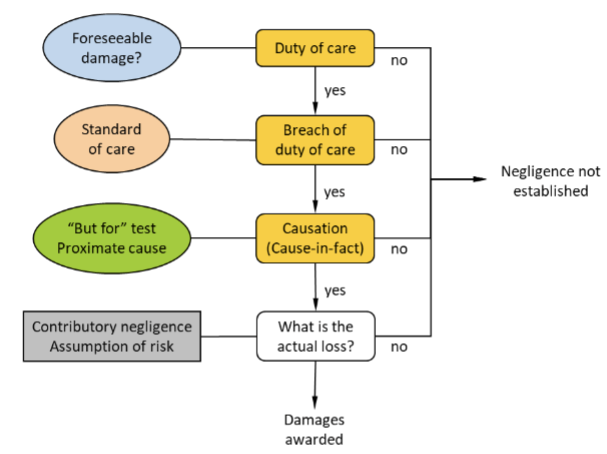 Foreseeable
damage?
Duty of care
no
yes
Standard
of care
Breach of
duty of care
no
Negligence not
established
yes
“But for” test
Proximate cause
Causation
(Cause-in-fact)
no
yes
Contributory negligence
Assumption of risk
What is the
actual loss?
no
Damages
awarded